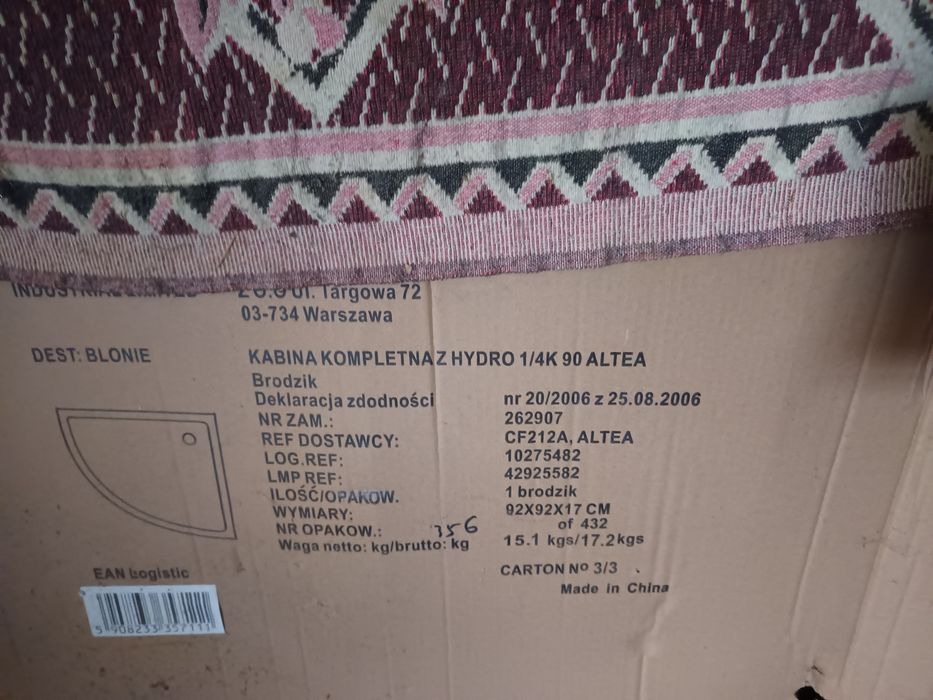 Targowa 72
03-734 Warszawa
DEST: BLONIE
KABINA KOMPLETNA Z HYDRO 1/4K 90 ALTEA
Brodzik
Deklaracja zdodności nr 20/2006 z 25.08.2006
NR ZAM.: 262907
REF DOSTAWCY: CF212A, ALTEA
LOG.REF: 10275482
LMP REF: 42925582
ILOŚĆ/OPAKOW. 1 brodzik
WYMIARY: 92X92X17 CM
NR OPAKOW.: 356 of 432
Waga netto: kg/brutto: kg 15.1 kgs/17.2kgs
EAN Logistic
CARTON Nº 3/3
Made in China
5 908233 357111